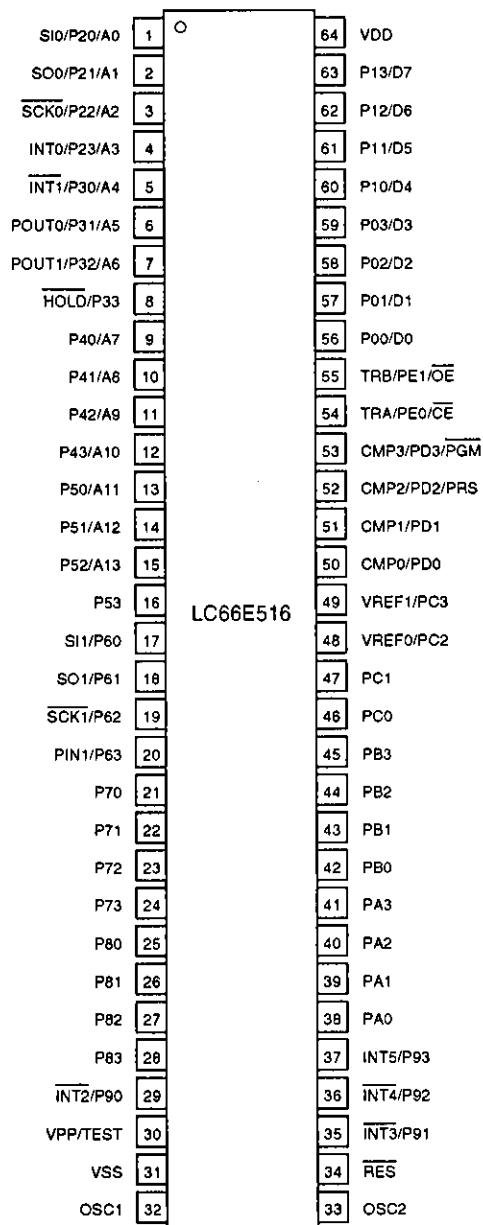 SI0/P20/A0 1 64 VDD
SO0/P21/A1 2 63 P13/D7
SCK0/P22/A2 3 62 P12/D6
INT0/P23/A3 4 61 P11/D5
INT1/P30/A4 5 60 P10/D4
POUT0/P31/A5 6 59 P03/D3
POUT1/P32/A6 7 58 P02/D2
HOLD/P33 8 57 P01/D1
P40/A7 9 56 P00/D0
P41/A8 10 55 TRB/PE1/OE
P42/A9 11 54 TRA/PE0/CE
P43/A10 12 53 CMP3/PD3/PGM
P50/A11 13 52 CMP2/PD2/PRS
P51/A12 14 51 CMP1/PD1
P52/A13 15 50 CMP0/PD0
P53 16 49 VREF1/PC3
LC66E516
SI1/P60 17 48 VREF0/PC2
SO1/P61 18 47 PC1
SCK1/P62 19 46 PC0
PIN1/P63 20 45 PB3
P70 21 44 PB2
P71 22 43 PB1
P72 23 42 PB0
P73 24 41 PA3
P80 25 40 PA2
P81 26 39 PA1
P82 27 38 PA0
P83 28 37 INT5/P93
INT2/P90 29 36 INT4/P92
VPP/TEST 30 35 INT3/P91
VSS 31 34 RES
OSC1 32 33 OSC2